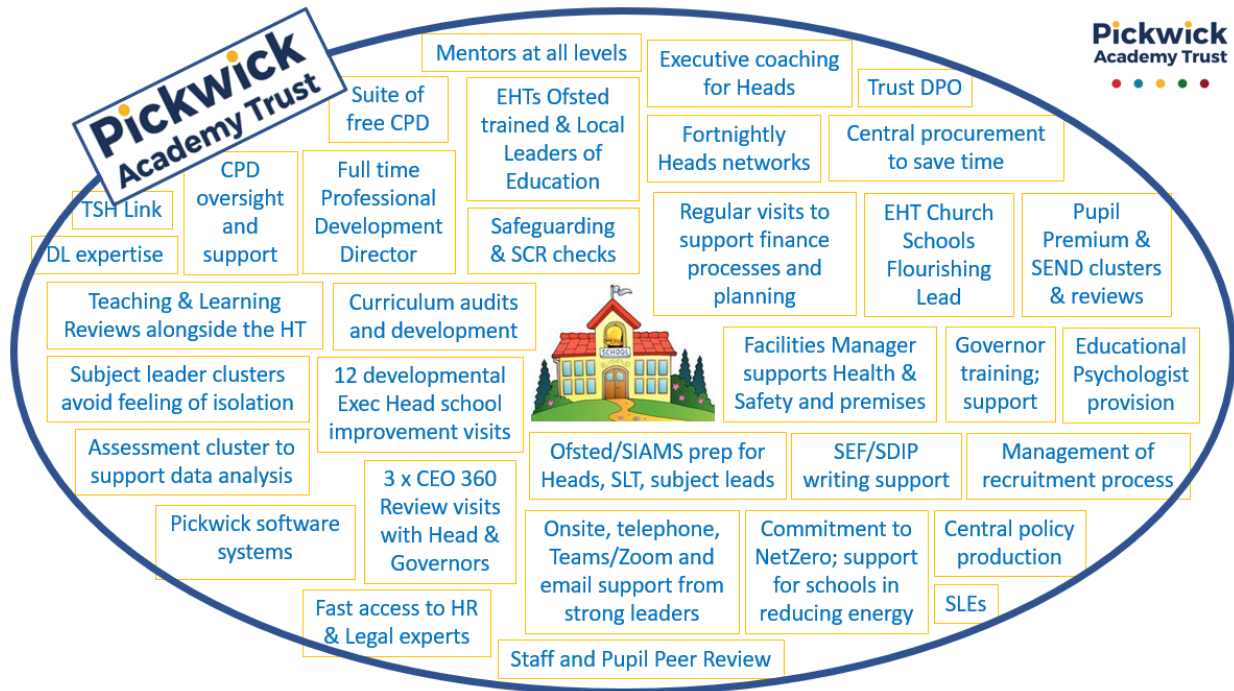 Pickwick
Academy Trust
Pickwick
Academy Trust
Mentors at all levels
Executive coaching
for Heads
Trust DPO
Suite of
free CPD
EHTs Ofsted
trained & Local
Leaders of
Education
Fortnightly
Heads networks
Central procurement
to save time
TSH Link
CPD
oversight
and
support
Full time
Professional
Development
Director
Safeguarding
& SCR checks
Regular visits to
support finance
processes and
planning
EHT Church
Schools
Flourishing
Lead
Pupil
Premium &
SEND clusters
& reviews
DL expertise
Teaching & Learning
Reviews alongside the HT
Curriculum audits
and development
SCHOOL
Facilities Manager
supports Health &
Safety and premises
Governor
training;
support
Educational
Psychologist
provision
Subject leader clusters
avoid feeling of isolation
12 developmental
Exec Head school
improvement visits
Assessment cluster to
support data analysis
Ofsted/SIAMS prep for
Heads, SLT, subject leads
SEF/SDIP
writing support
Management of
recruitment process
3 x CEO 360
Review visits
with Head &
Governors
Pickwick software
systems
Onsite, telephone,
Teams/Zoom and
email support from
strong leaders
Commitment to
NetZero; support
for schools in
reducing energy
Central policy
production
SLEs
Fast access to HR
& Legal experts
Staff and Pupil Peer Review